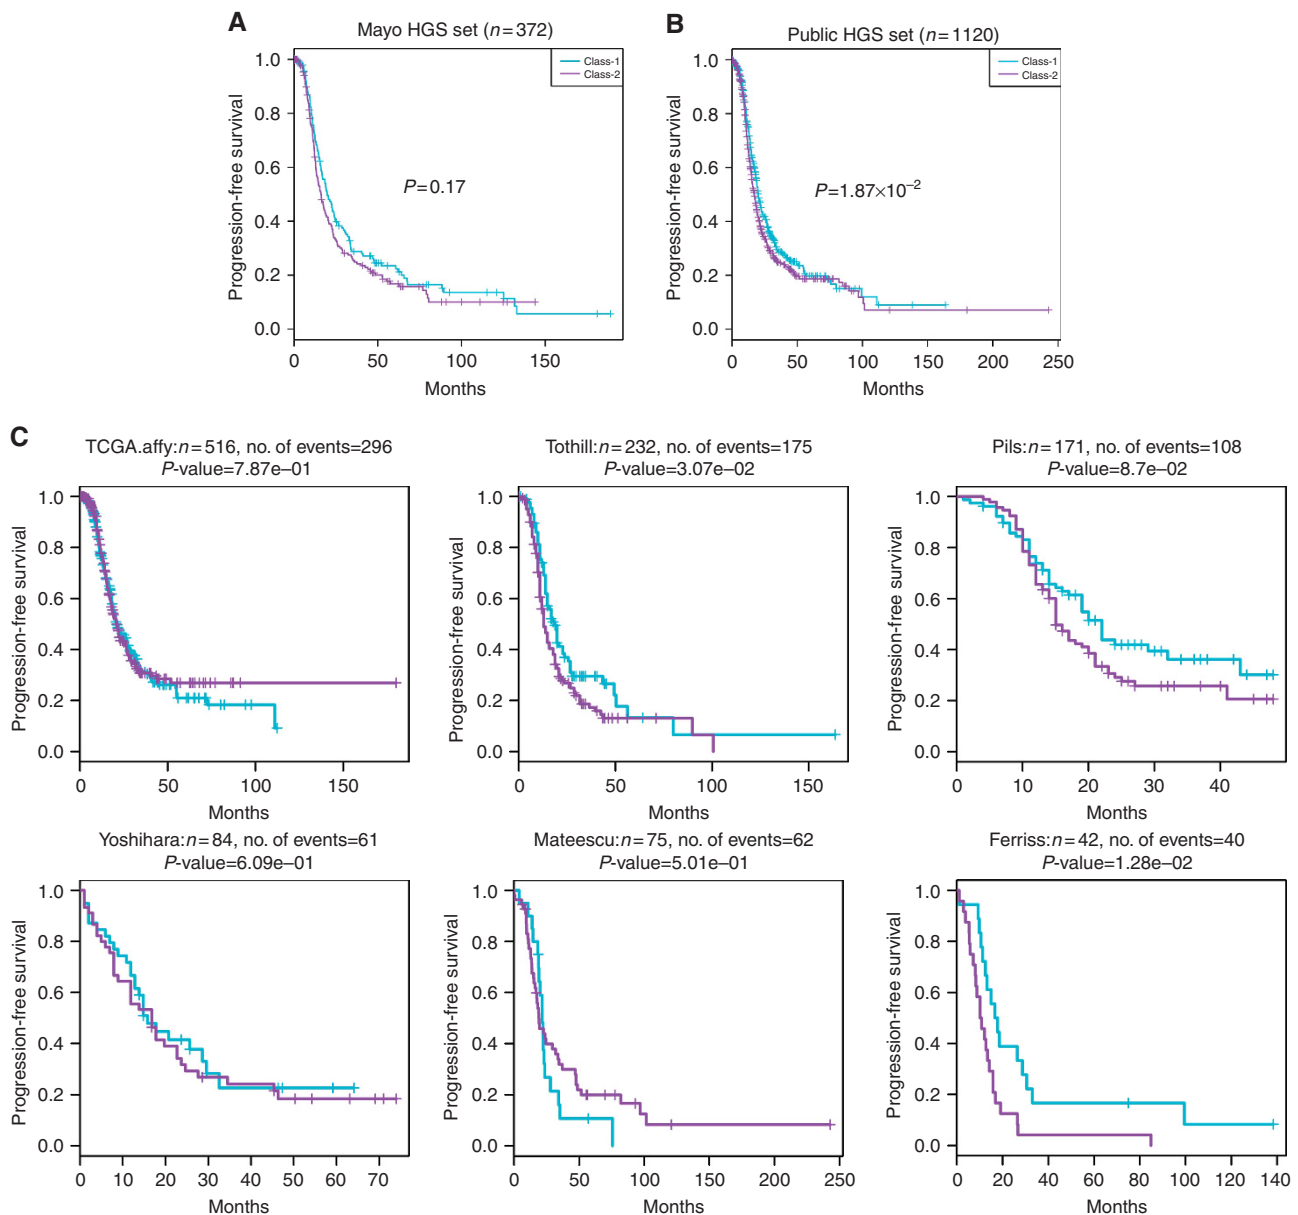 A
Mayo HGS set (n=372)
Class-1
Class-2
P=0.17
Progression-free survival
1.0
0.8
0.6
0.4
0.2
0.0
0 50 100 150
Months
B
Public HGS set (n=1120)
Class-1
Class-2
P=1.87×10−2
Progression-free survival
1.0
0.8
0.6
0.4
0.2
0.0
0 50 100 150 200 250
Months
C
TCGA.affy:n=516, no. of events=296
P-value=7.87e–01
Progression-free survival
1.0
0.8
0.6
0.4
0.2
0.0
0 50 100 150
Months
Tothill:n=232, no. of events=175
P-value=3.07e–02
Progression-free survival
1.0
0.8
0.6
0.4
0.2
0.0
0 50 100 150
Months
Pils:n=171, no. of events=108
P-value=8.7e–02
Progression-free survival
1.0
0.8
0.6
0.4
0.2
0.0
0 10 20 30 40
Months
Yoshihara:n=84, no. of events=61
P-value=6.09e–01
Progression-free survival
1.0
0.8
0.6
0.4
0.2
0.0
0 10 20 30 40 50 60 70
Months
Mateescu:n=75, no. of events=62
P-value=5.01e–01
Progression-free survival
1.0
0.8
0.6
0.4
0.2
0.0
0 50 100 150 200 250
Months
Ferriss:n=42, no. of events=40
P-value=1.28e–02
Progression-free survival
1.0
0.8
0.6
0.4
0.2
0.0
0 20 40 60 80 100 120 140
Months